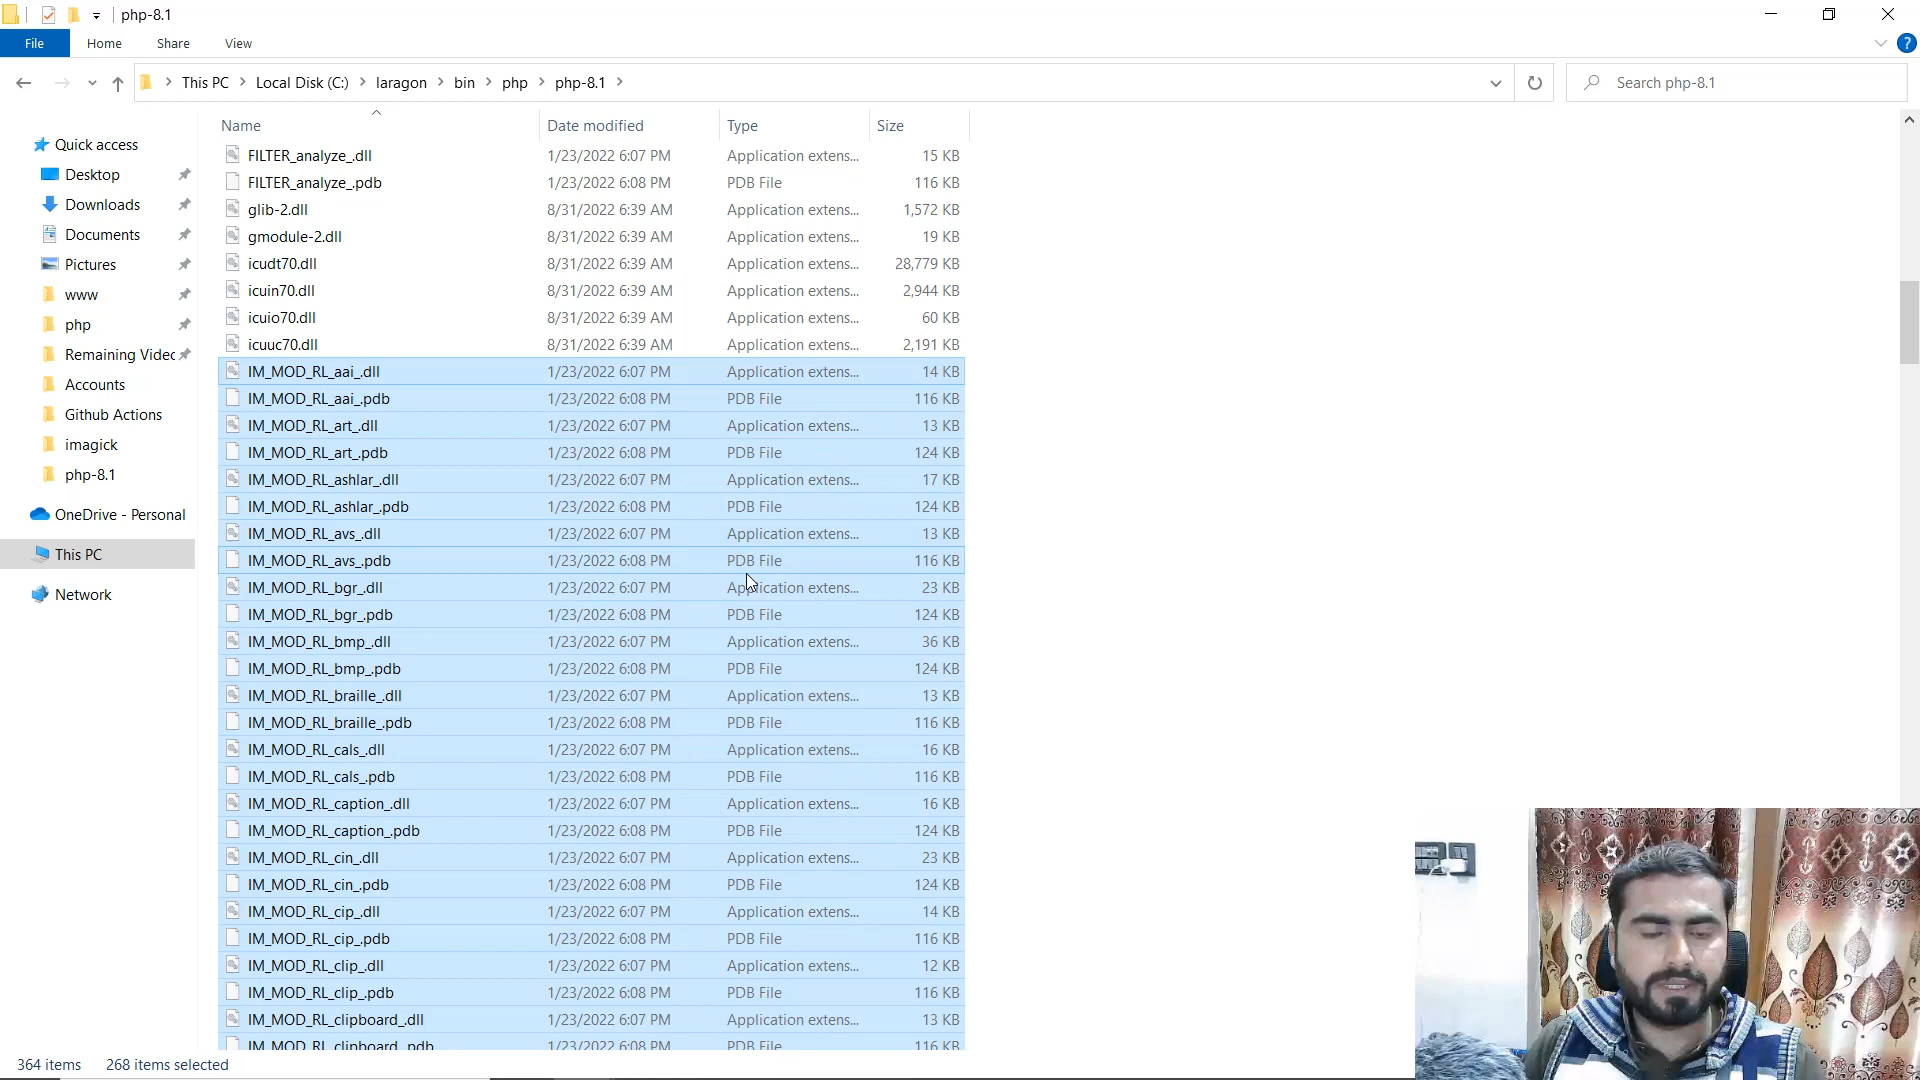 php-8.1
File Home Share View
This PC Local Disk (C:) laragon bin php php-8.1 Search php-8.1
Name Date modified Type Size
Quick access
Desktop
Downloads
Documents
Pictures
www
php
Remaining Videc
Accounts
Github Actions
imagick
php-8.1
OneDrive - Personal
This PC
Network
FILTER_analyze_.dll 1/23/2022 6:07 PM Application extens... 15 KB
FILTER_analyze_.pdb 1/23/2022 6:08 PM PDB File 116 KB
glib-2.dll 8/31/2022 6:39 AM Application extens... 1,572 KB
gmodule-2.dll 8/31/2022 6:39 AM Application extens... 19 KB
icudt70.dll 8/31/2022 6:39 AM Application extens... 28,779 KB
icuin70.dll 8/31/2022 6:39 AM Application extens... 2,944 KB
icuio70.dll 8/31/2022 6:39 AM Application extens... 60 KB
icuuc70.dll 8/31/2022 6:39 AM Application extens... 2,191 KB
IM_MOD_RL_aai_.dll 1/23/2022 6:07 PM Application extens... 14 KB
IM_MOD_RL_aai_.pdb 1/23/2022 6:08 PM PDB File 116 KB
IM_MOD_RL_art_.dll 1/23/2022 6:07 PM Application extens... 13 KB
IM_MOD_RL_art_.pdb 1/23/2022 6:08 PM PDB File 124 KB
IM_MOD_RL_ashlar_.dll 1/23/2022 6:07 PM Application extens... 17 KB
IM_MOD_RL_ashlar_.pdb 1/23/2022 6:08 PM PDB File 124 KB
IM_MOD_RL_avs_.dll 1/23/2022 6:07 PM Application extens... 13 KB
IM_MOD_RL_avs_.pdb 1/23/2022 6:08 PM PDB File 116 KB
IM_MOD_RL_bgr_.dll 1/23/2022 6:07 PM Application extens... 23 KB
IM_MOD_RL_bgr_.pdb 1/23/2022 6:08 PM PDB File 124 KB
IM_MOD_RL_bmp_.dll 1/23/2022 6:07 PM Application extens... 36 KB
IM_MOD_RL_bmp_.pdb 1/23/2022 6:08 PM PDB File 124 KB
IM_MOD_RL_braille_.dll 1/23/2022 6:07 PM Application extens... 13 KB
IM_MOD_RL_braille_.pdb 1/23/2022 6:08 PM PDB File 116 KB
IM_MOD_RL_cals_.dll 1/23/2022 6:07 PM Application extens... 16 KB
IM_MOD_RL_cals_.pdb 1/23/2022 6:08 PM PDB File 116 KB
IM_MOD_RL_caption_.dll 1/23/2022 6:07 PM Application extens... 16 KB
IM_MOD_RL_caption_.pdb 1/23/2022 6:08 PM PDB File 124 KB
IM_MOD_RL_cin_.dll 1/23/2022 6:07 PM Application extens... 23 KB
IM_MOD_RL_cin_.pdb 1/23/2022 6:08 PM PDB File 124 KB
IM_MOD_RL_cip_.dll 1/23/2022 6:07 PM Application extens... 14 KB
IM_MOD_RL_cip_.pdb 1/23/2022 6:08 PM PDB File 116 KB
IM_MOD_RL_clip_.dll 1/23/2022 6:07 PM Application extens... 12 KB
IM_MOD_RL_clip_.pdb 1/23/2022 6:08 PM PDB File 116 KB
IM_MOD_RL_clipboard_.dll 1/23/2022 6:07 PM Application extens... 13 KB
IM_MOD_RL_clipboard_.pdb 1/23/2022 6:08 PM PDB File 116 KB
364 items 268 items selected